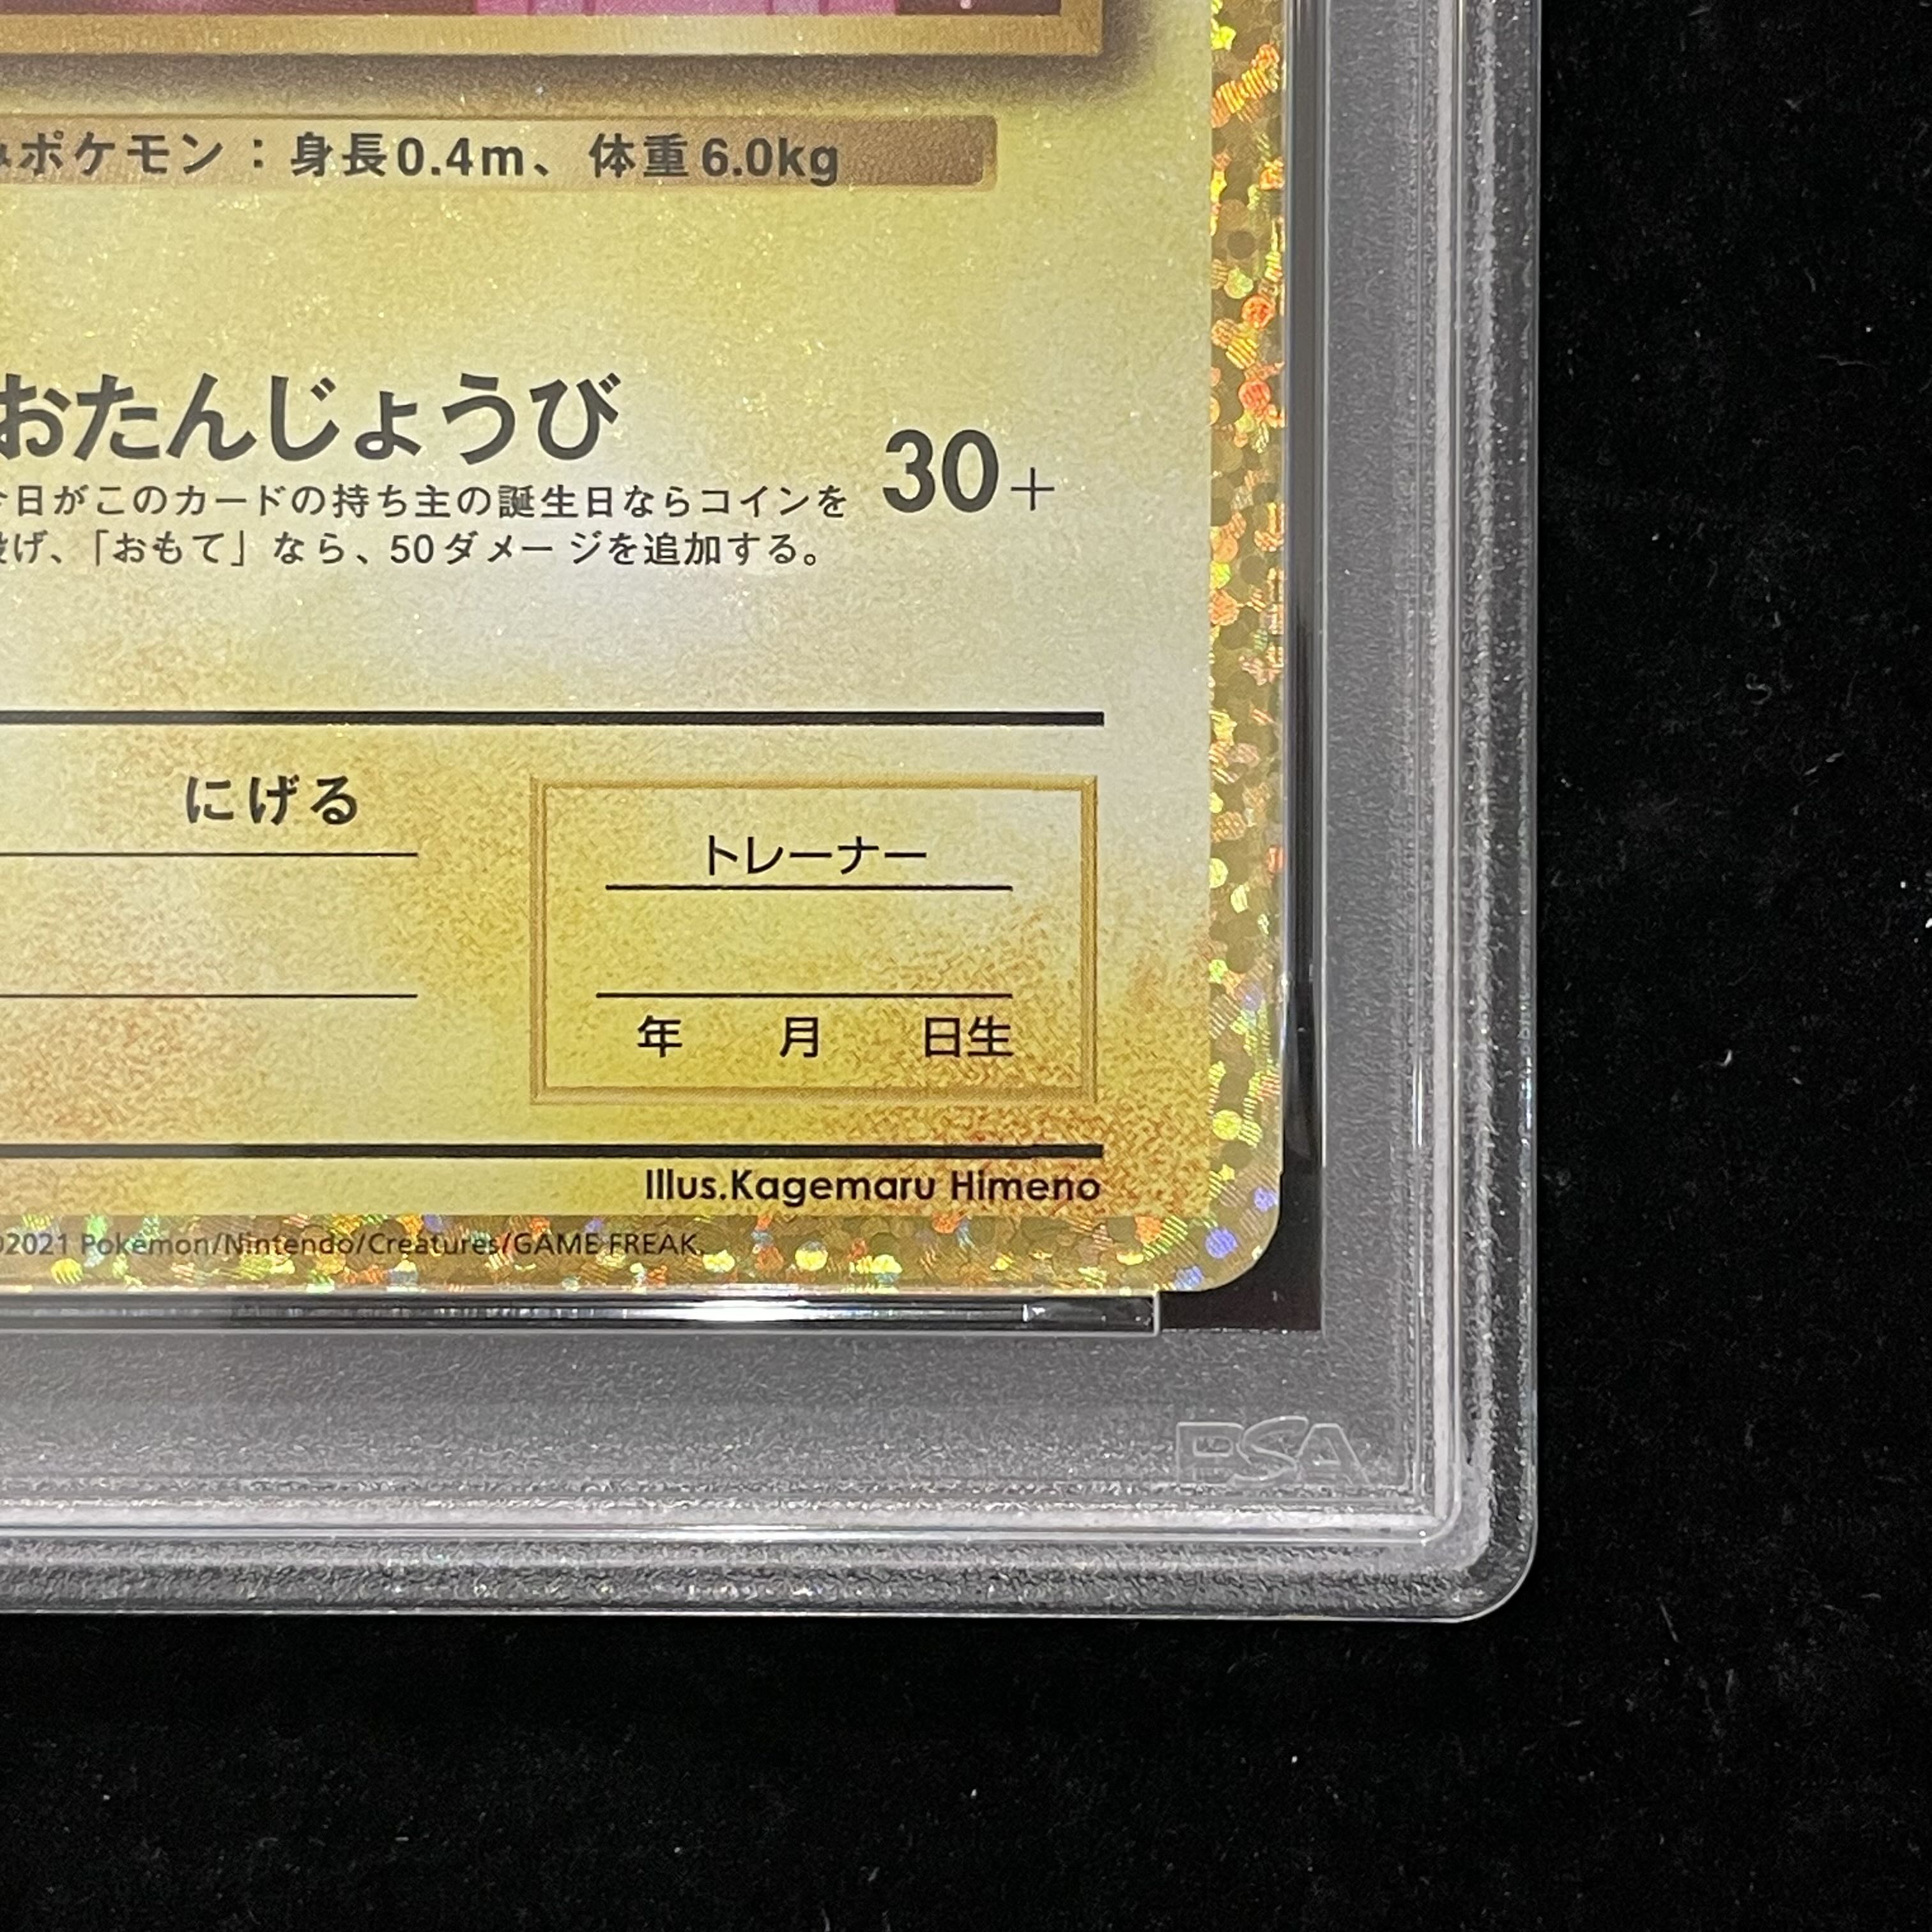 ポケモン：身長0.4m、体重6.0kg
おたんじょうび
30+
日がこのカードの持ち主の誕生日ならコインを
げ、「おもて」なら、50ダメージを追加する。
にげる
トレーナー
年 月 日生
Illus.Kagemaru Himeno
©2021 Pokémon/Nintendo/Creatures/GAME FREAK.
PSA